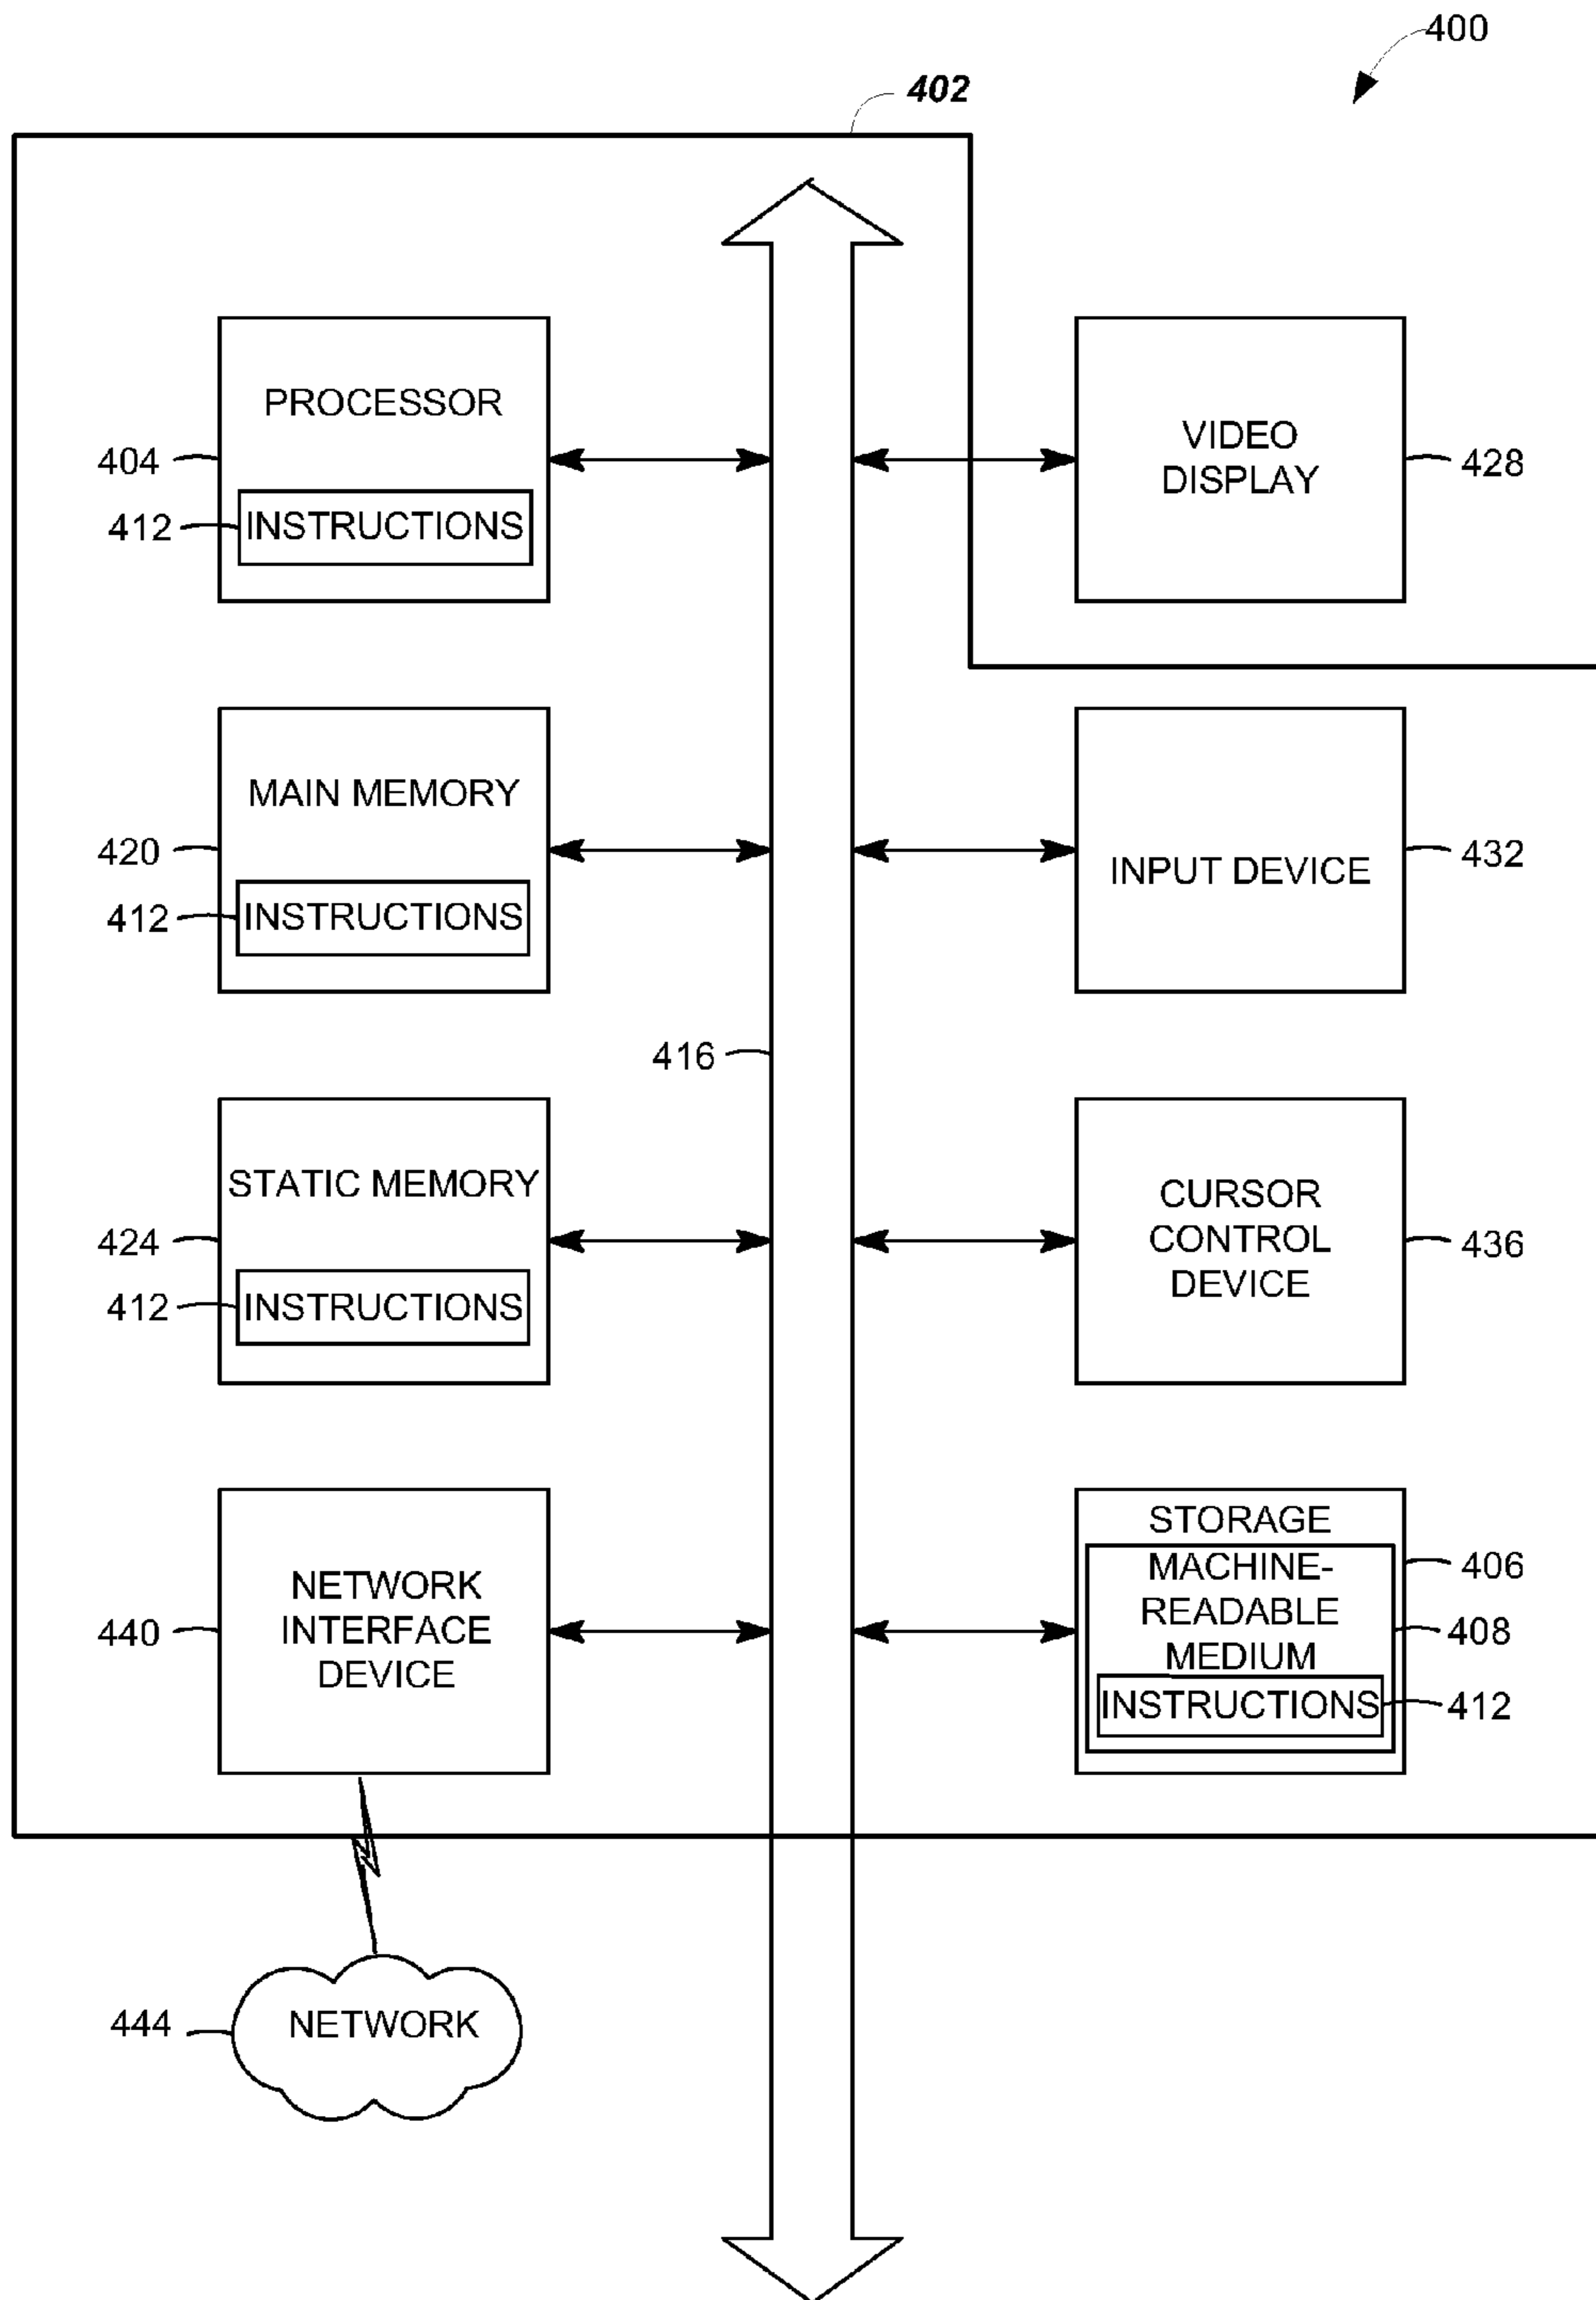 400
402
PROCESSOR
404
412
INSTRUCTIONS
VIDEO
DISPLAY
428
MAIN MEMORY
420
412
INSTRUCTIONS
INPUT DEVICE
432
416
STATIC MEMORY
424
412
INSTRUCTIONS
CURSOR
CONTROL
DEVICE
436
NETWORK
INTERFACE
DEVICE
440
STORAGE
406
MACHINE-
READABLE
MEDIUM
408
INSTRUCTIONS
412
444
NETWORK